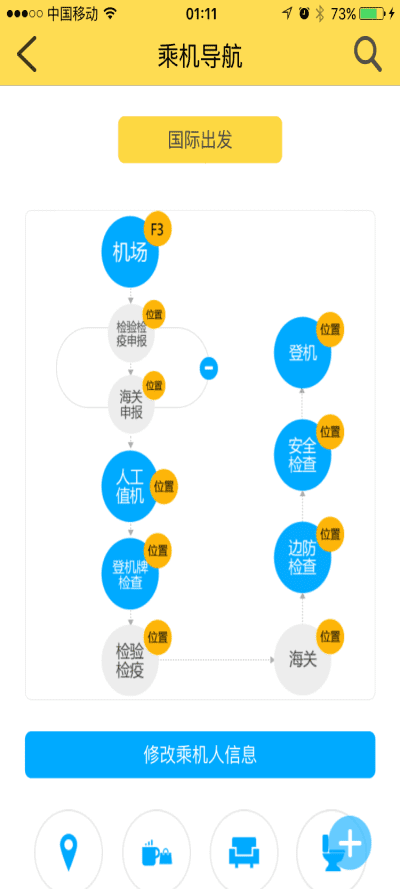 中国移动 01:11 73%
乘机导航
国际出发
机场 F3
检验检
疫申报
位置
海关
申报
位置
人工
值机
位置
登机牌
检查
位置
检验
检疫
位置
海关
位置
边防
检查
位置
安全
检查
位置
登机
位置
修改乘机人信息